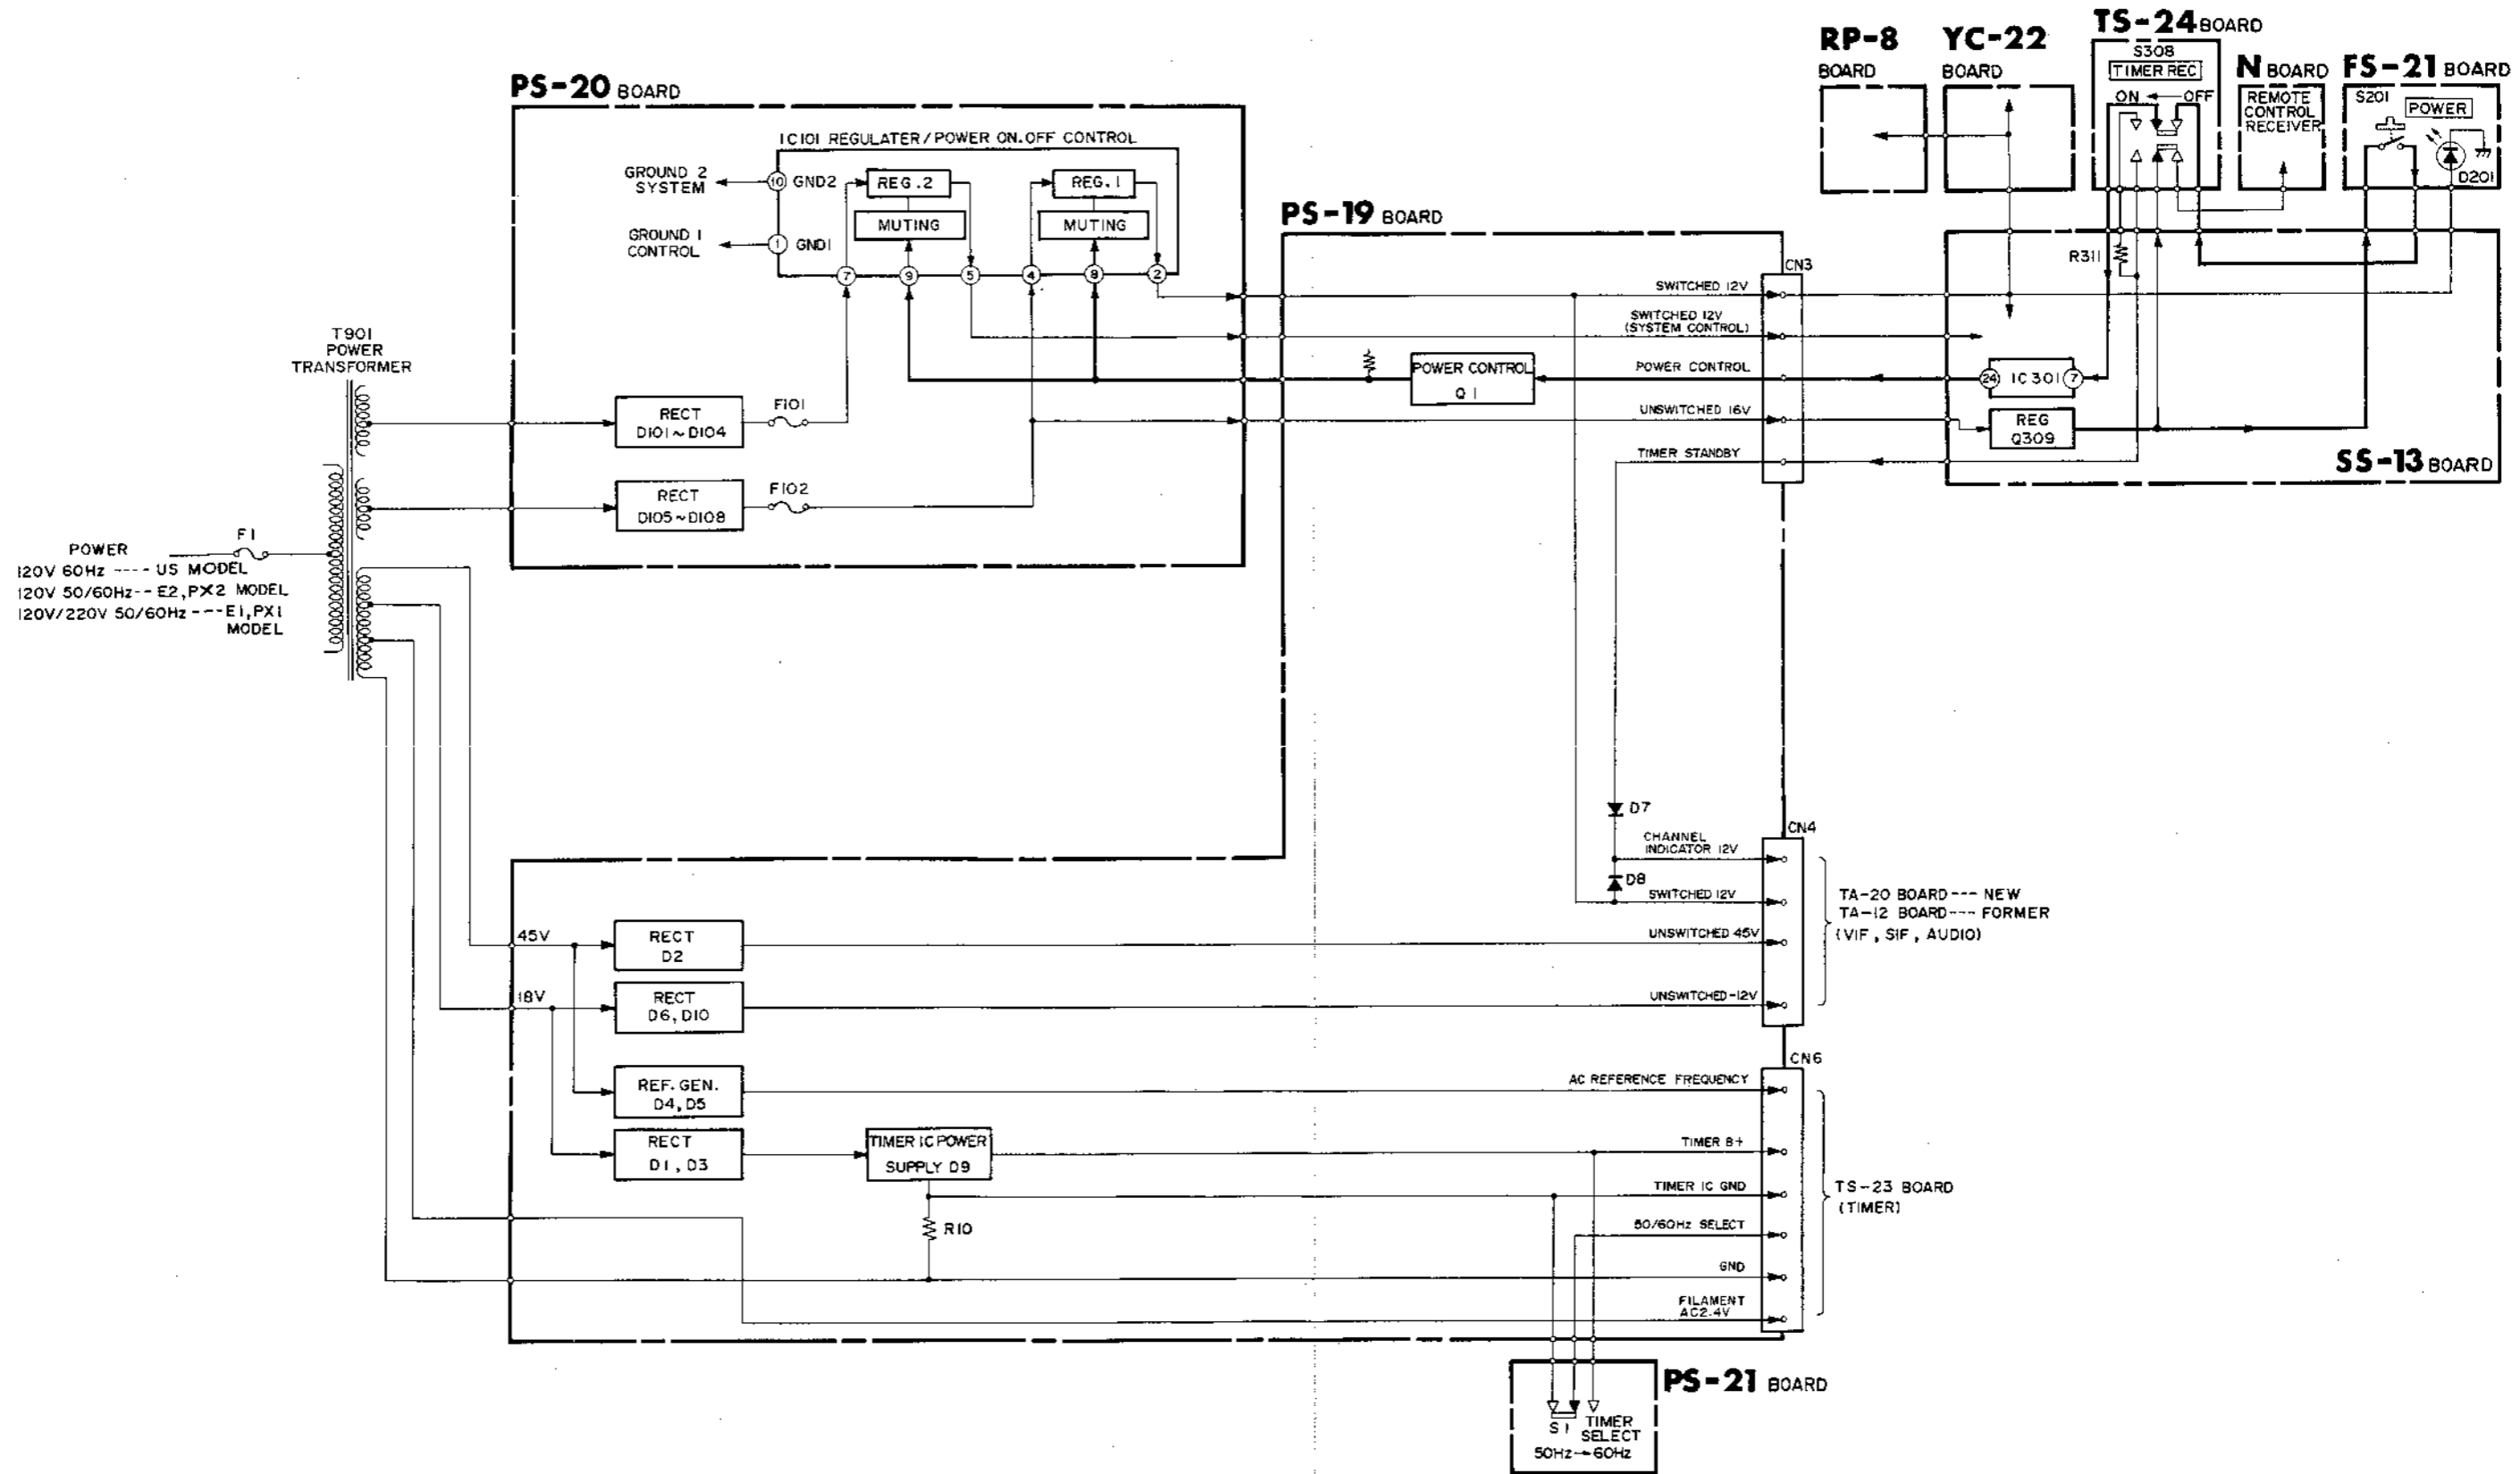 RP-8
BOARD
YC-22
BOARD
TS-24 BOARD
S308
TIMER REC
ON
OFF
N BOARD
REMOTE
CONTROL
RECEIVER
FS-21 BOARD
S201
POWER
D201
PS-20 BOARD
IC101 REGULATER/POWER ON.OFF CONTROL
GROUND 2
SYSTEM
10
GND2
REG.2
REG.1
MUTING
MUTING
GROUND 1
CONTROL
1
GND1
7
9
5
4
8
2
PS-19 BOARD
CN3
R311
SWITCHED 12V
SWITCHED 12V
(SYSTEM CONTROL)
POWER CONTROL
Q1
POWER CONTROL
24
IC301
7
UNSWITCHED 16V
REG
Q309
TIMER STANDBY
SS-13 BOARD
T901
POWER
TRANSFORMER
RECT
D101~D104
F101
RECT
D105~D108
F102
F1
POWER
120V 60Hz ---- US MODEL
120V 50/60Hz-- E2,PX2 MODEL
120V/220V 50/60Hz ---E1,PX1
MODEL
D7
CN4
CHANNEL
INDICATOR 12V
D8
SWITCHED 12V
TA-20 BOARD--- NEW
TA-12 BOARD--- FORMER
(VIF, SIF, AUDIO)
45V
RECT
D2
UNSWITCHED 45V
18V
RECT
D6, D10
UNSWITCHED-12V
CN6
REF. GEN.
D4, D5
AC REFERENCE FREQUENCY
RECT
D1, D3
TIMER IC POWER
SUPPLY D9
TIMER B+
TIMER IC GND
TS-23 BOARD
(TIMER)
R10
50/60Hz SELECT
GND
FILAMENT
AC2.4V
PS-21 BOARD
S1
TIMER
SELECT
50Hz
60Hz